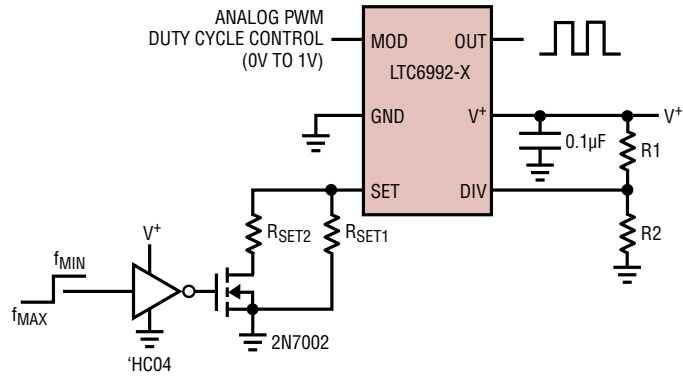 ANALOG PWM
DUTY CYCLE CONTROL
(0V TO 1V)
MOD
OUT
LTC6992-X
GND
V+
V+
0.1µF
R1
SET
DIV
R2
RSET2
RSET1
V+
fMIN
fMAX
2N7002
'HC04